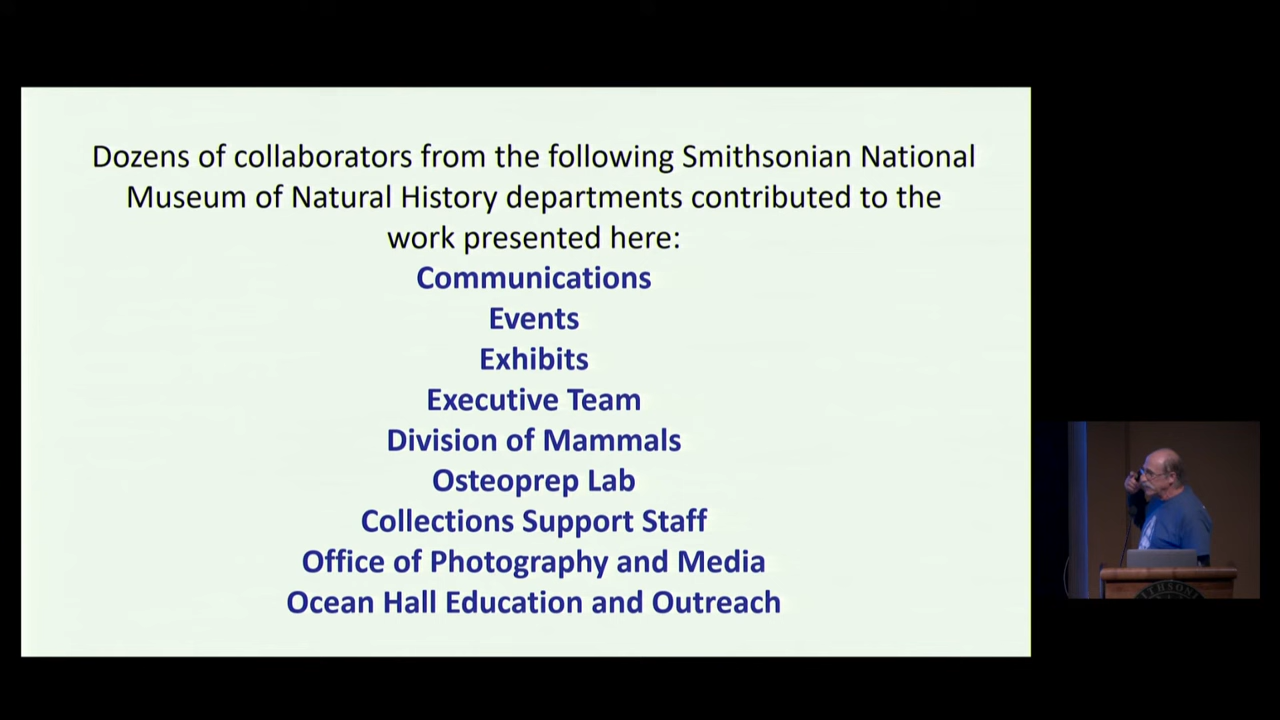 Dozens of collaborators from the following Smithsonian National
Museum of Natural History departments contributed to the
work presented here:
Communications
Events
Exhibits
Executive Team
Division of Mammals
Osteoprep Lab
Collections Support Staff
Office of Photography and Media
Ocean Hall Education and Outreach